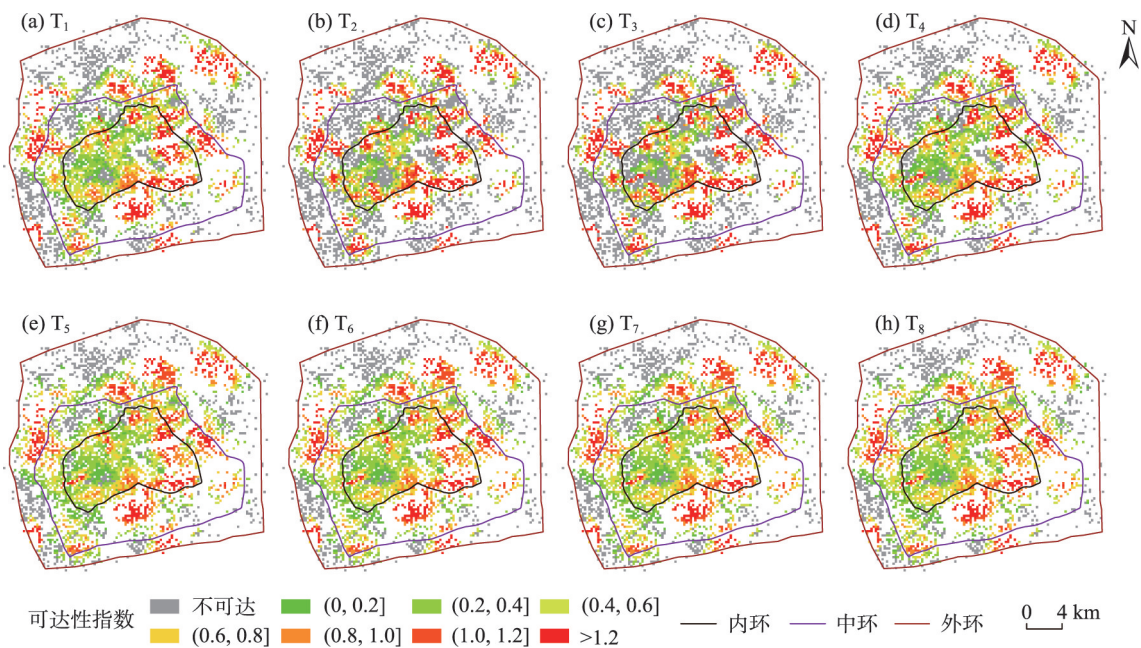 (a) T₁
(b) T₂
(c) T₃
(d) T₄
N
(e) T₅
(f) T₆
(g) T₇
(h) T₈
可达性指数
不可达
(0, 0.2]
(0.2, 0.4]
(0.4, 0.6]
(0.6, 0.8]
(0.8, 1.0]
(1.0, 1.2]
>1.2
内环
中环
外环
0 4 km